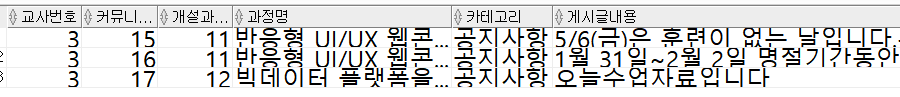 교사번호 커뮤니... 개설과... 과정명 카테고리 게시글내용
3 15 11 반응형 UI/UX 웹콘... 공지사항 5/6(금)은 훈련이 없는 날입니다.
2 3 16 11 반응형 UI/UX 웹콘... 공지사항 1월 31일~2월 2일 명절기간동안
3 3 17 12 빅데이터 플랫폼을... 공지사항 오늘수업자료입니다